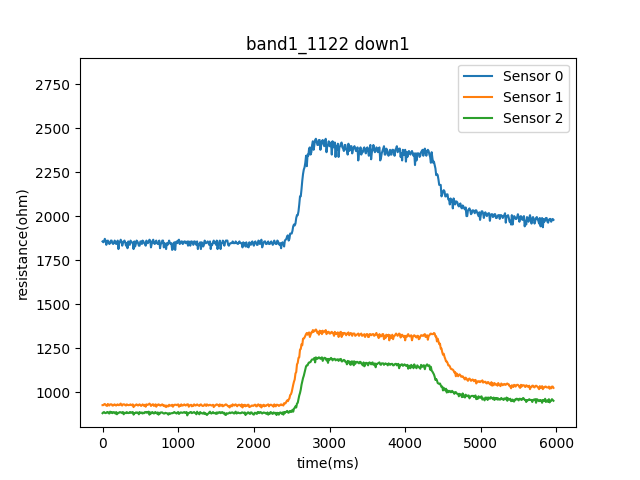 band1_1122 down1
Sensor 0
Sensor 1
Sensor 2
resistance(ohm)
2750
2500
2250
2000
1750
1500
1250
1000
0 1000 2000 3000 4000 5000 6000
time(ms)